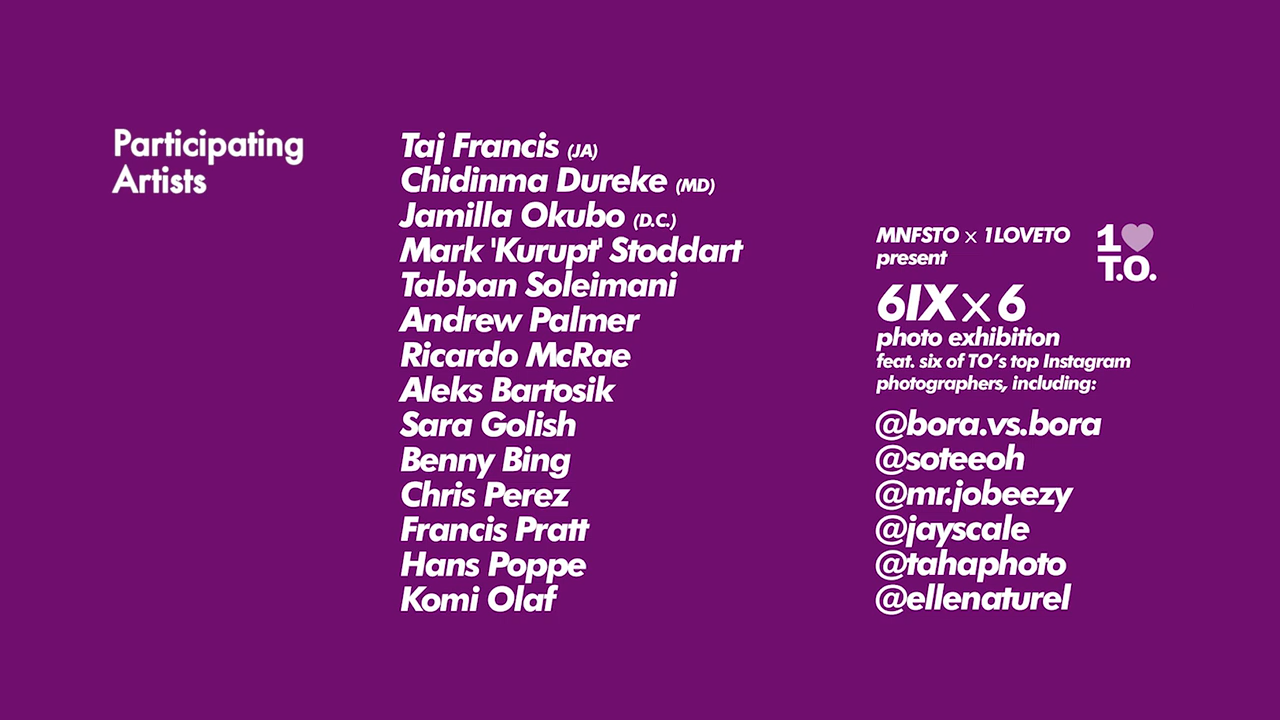 Participating
Artists
Taj Francis (JA)
Chidinma Dureke (MD)
Jamilla Okubo (D.C.)
Mark 'Kurupt' Stoddart
Tabban Soleimani
Andrew Palmer
Ricardo McRae
Aleks Bartosik
Sara Golish
Benny Bing
Chris Perez
Francis Pratt
Hans Poppe
Komi Olaf
MNFSTO x 1LOVETO
present
1
T.O.
6IX x 6
photo exhibition
feat. six of TO's top Instagram
photographers, including:
@bora.vs.bora
@soteeoh
@mr.jobeezy
@jayscale
@tahaphoto
@ellenaturel